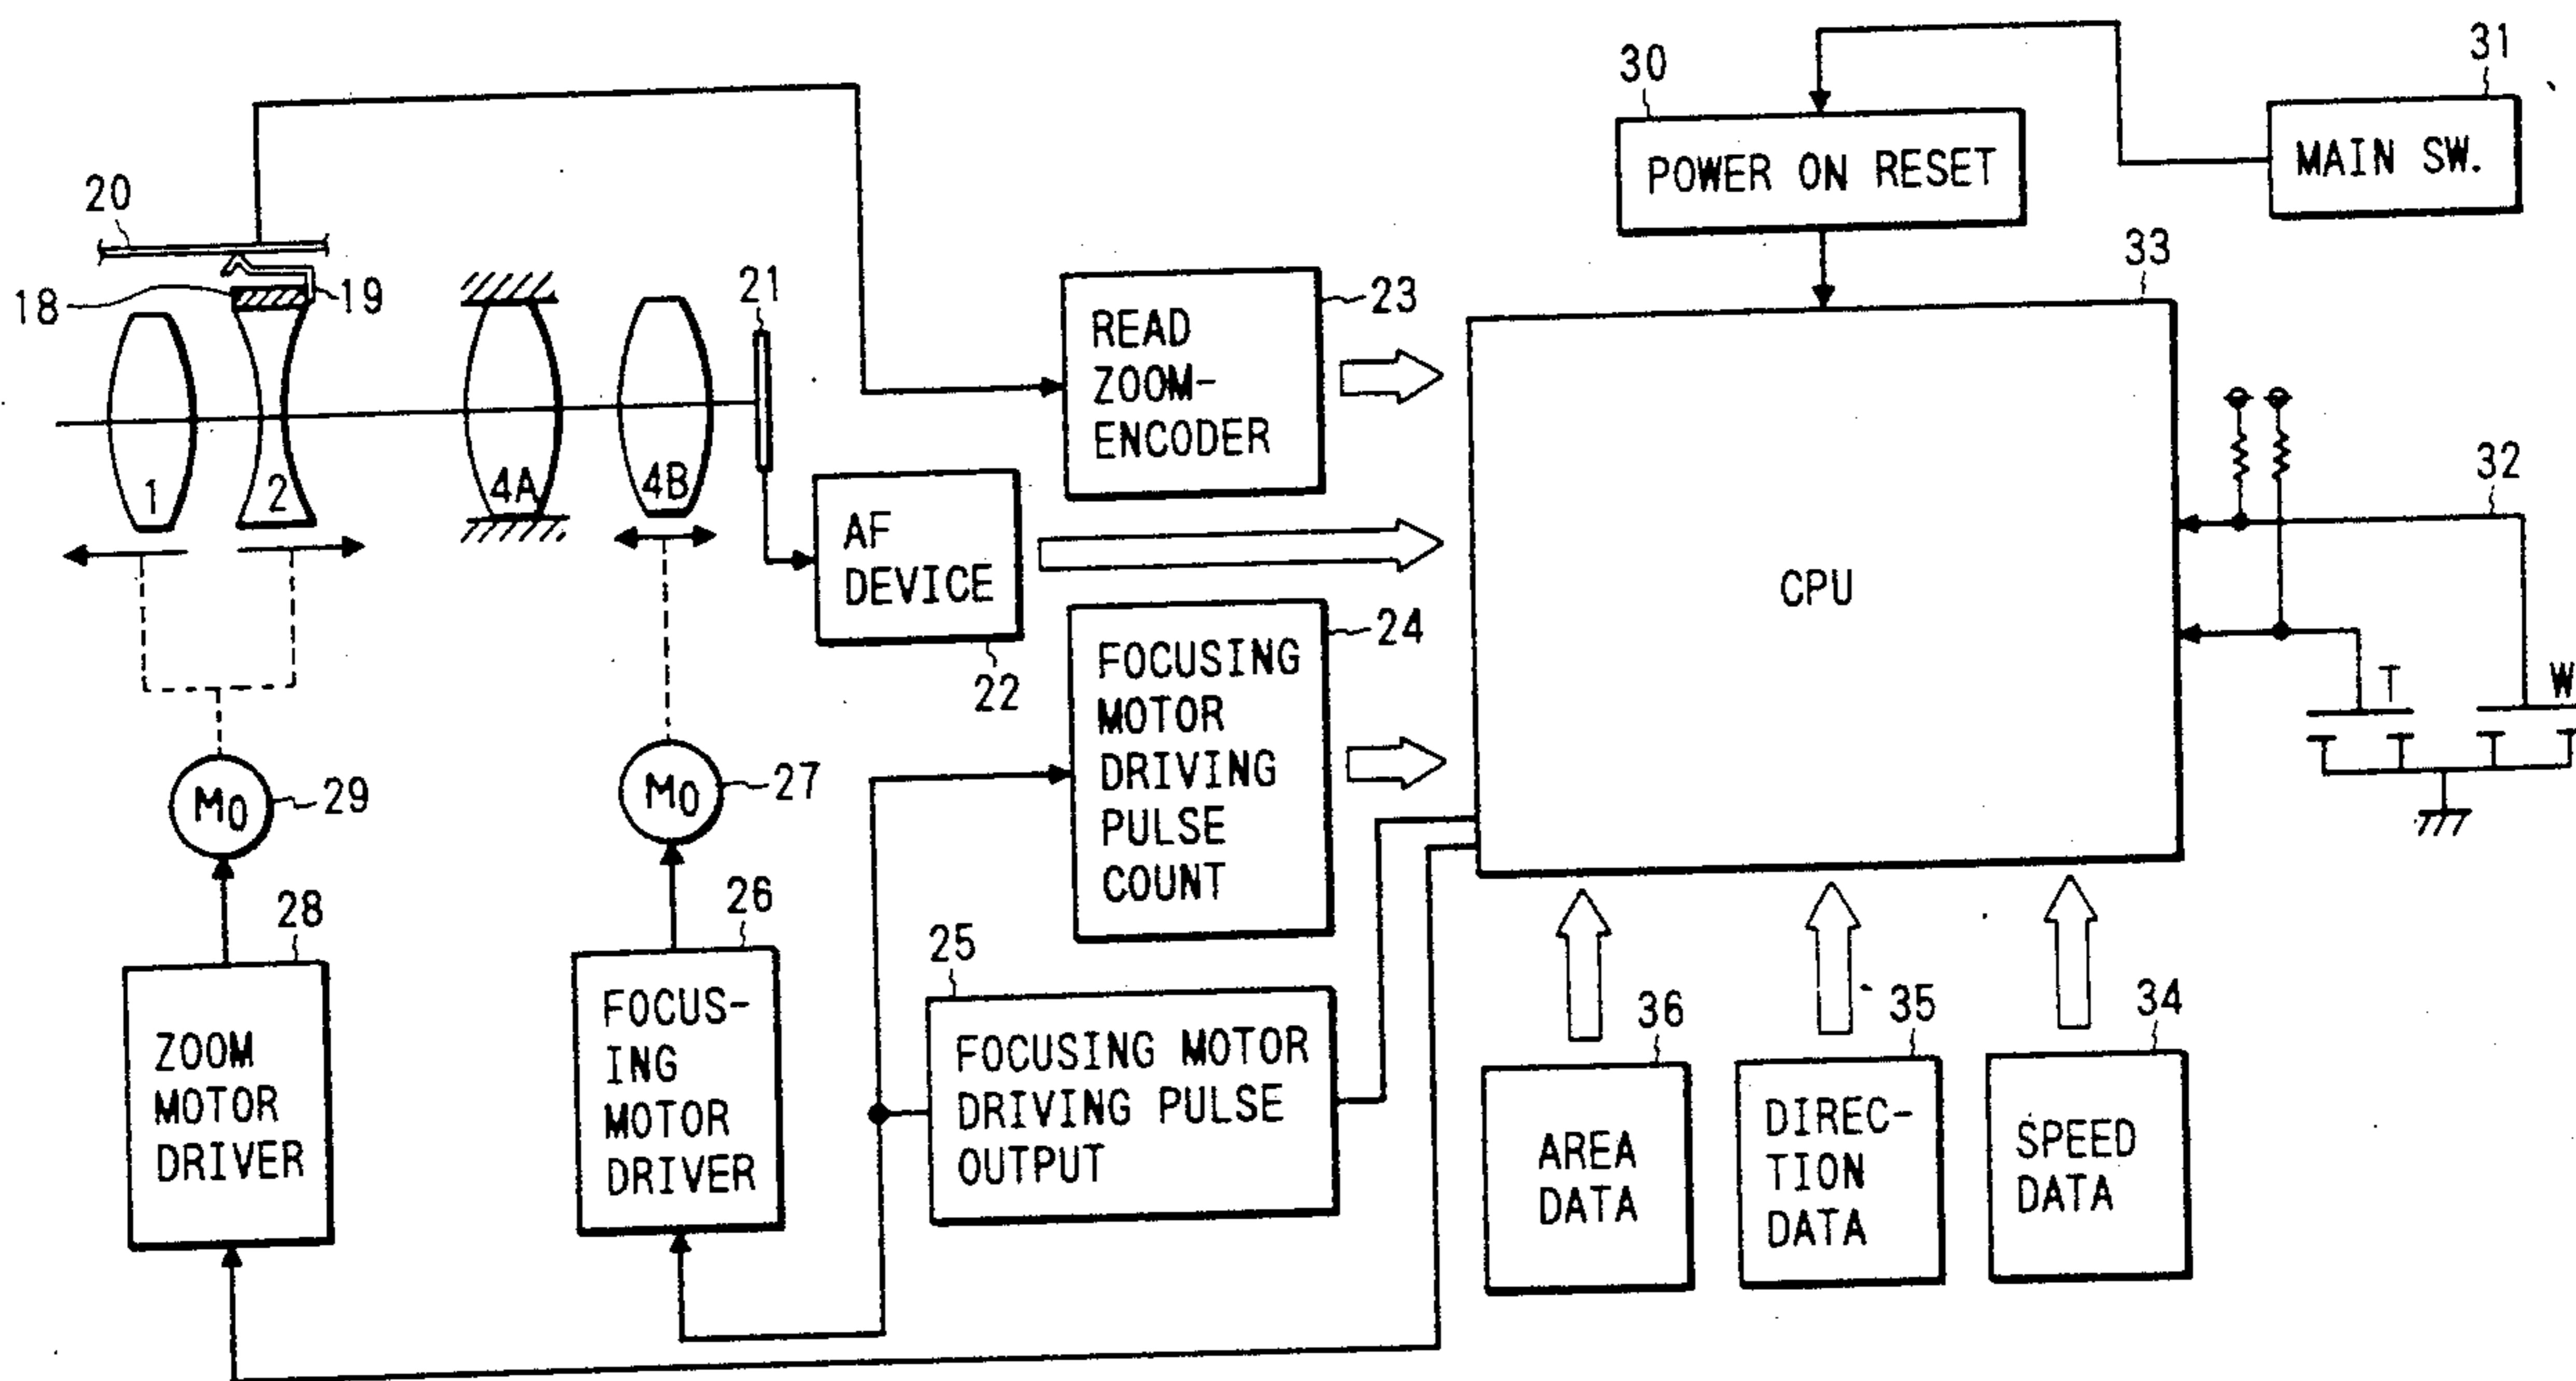 31
30
MAIN SW.
POWER ON RESET
20
33
18
19
21
23
READ
ZOOM-
ENCODER
32
1
2
4A
4B
AF
DEVICE
22
CPU
24
FOCUSING
MOTOR
DRIVING
PULSE
COUNT
T
W
M0
29
M0
27
28
ZOOM
MOTOR
DRIVER
26
FOCUS-
ING
MOTOR
DRIVER
25
FOCUSING MOTOR
DRIVING PULSE
OUTPUT
36
AREA
DATA
35
DIREC-
TION
DATA
34
SPEED
DATA